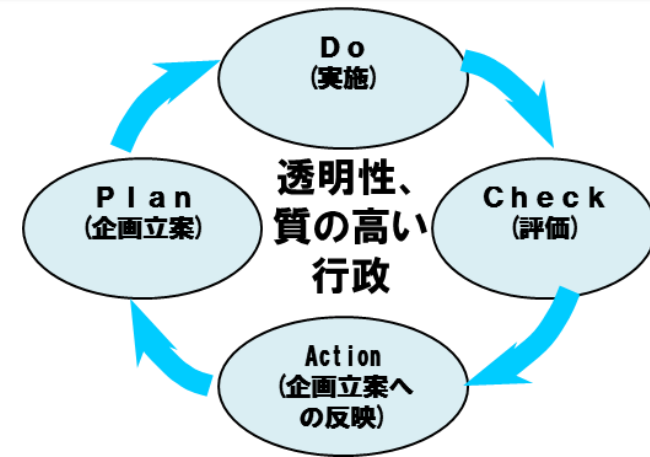 Do
(実施)
透明性、
質の高い
行政
Plan
(企画立案)
Check
(評価)
Action
(企画立案へ
の反映)